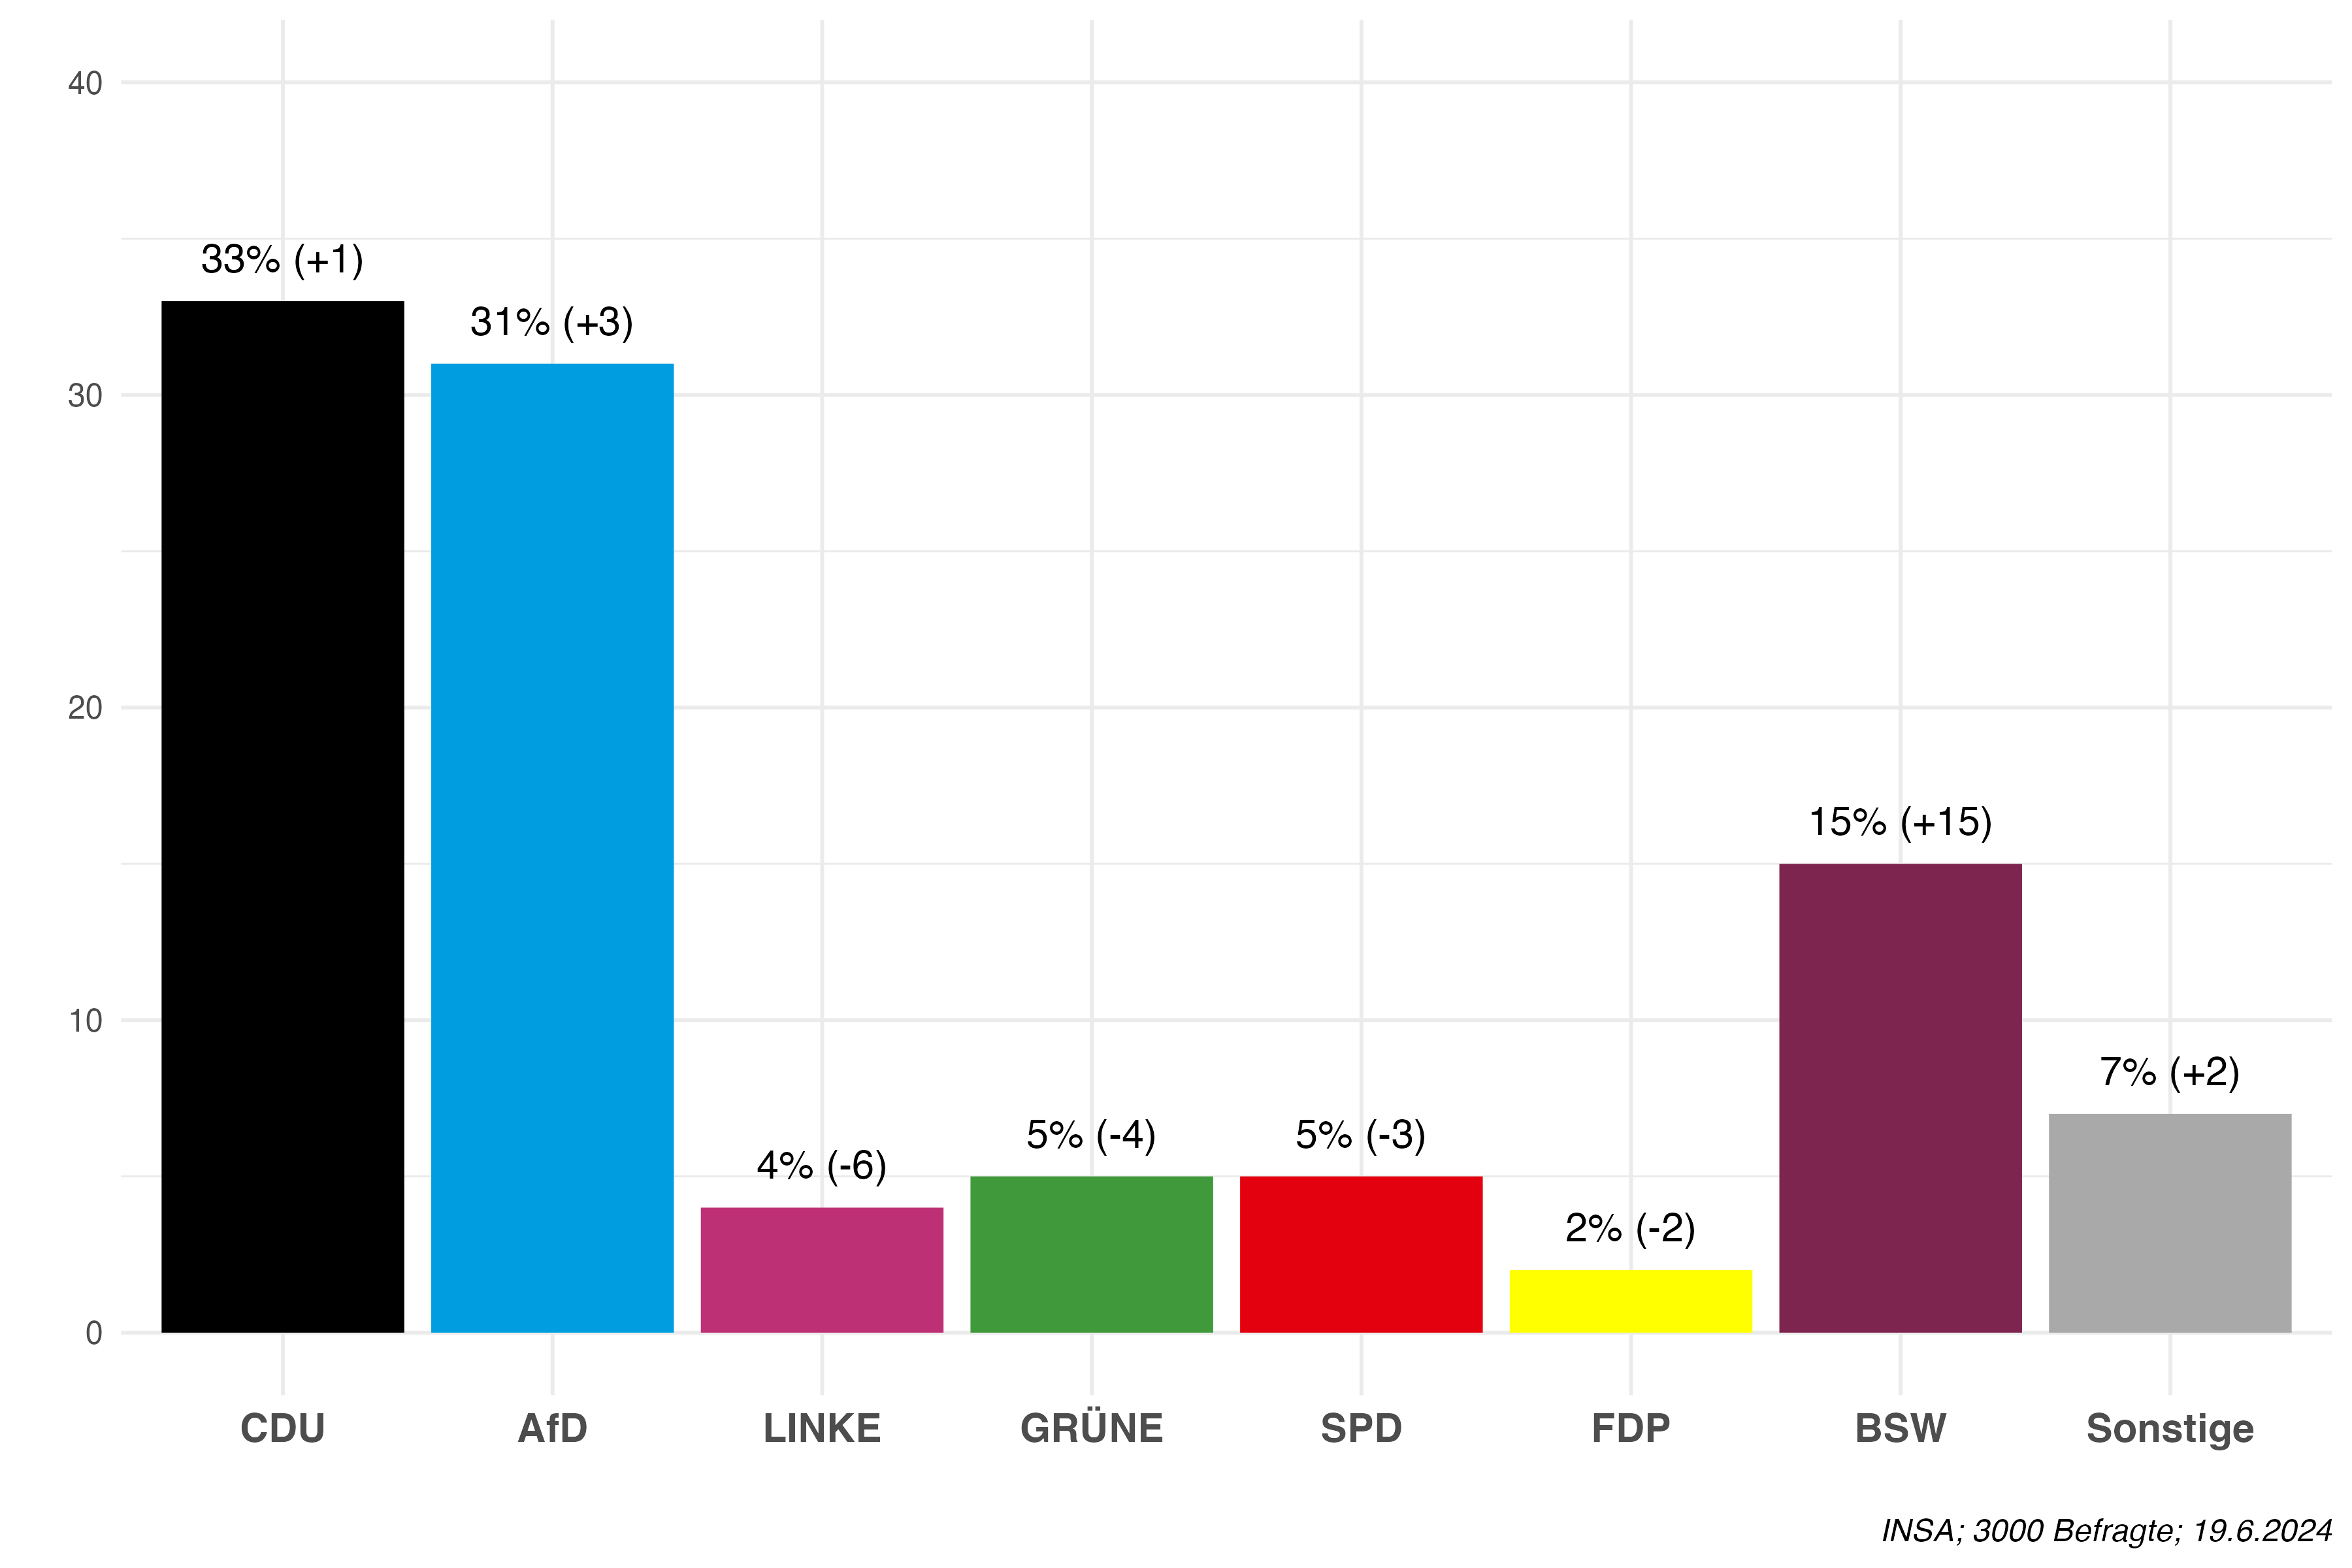 40
30
20
10
0
33% (+1)
31% (+3)
4% (-6)
5% (-4)
5% (-3)
2% (-2)
15% (+15)
7% (+2)
CDU
AfD
LINKE
GRÜNE
SPD
FDP
BSW
Sonstige
INSA; 3000 Befragte; 19.6.2024